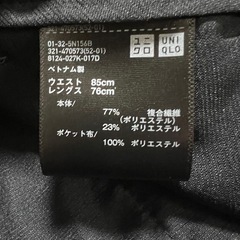 01-32-5N156B
321-470573(52-01)
8124-027K-017D
ユニ
クロ
UNI
QLO
ベトナム製
ウエスト 85cm
レングス 76cm
本体/
77% 複合繊維
(ポリエステル)
23% ポリエステル
ポケット布/
100% ポリエステル